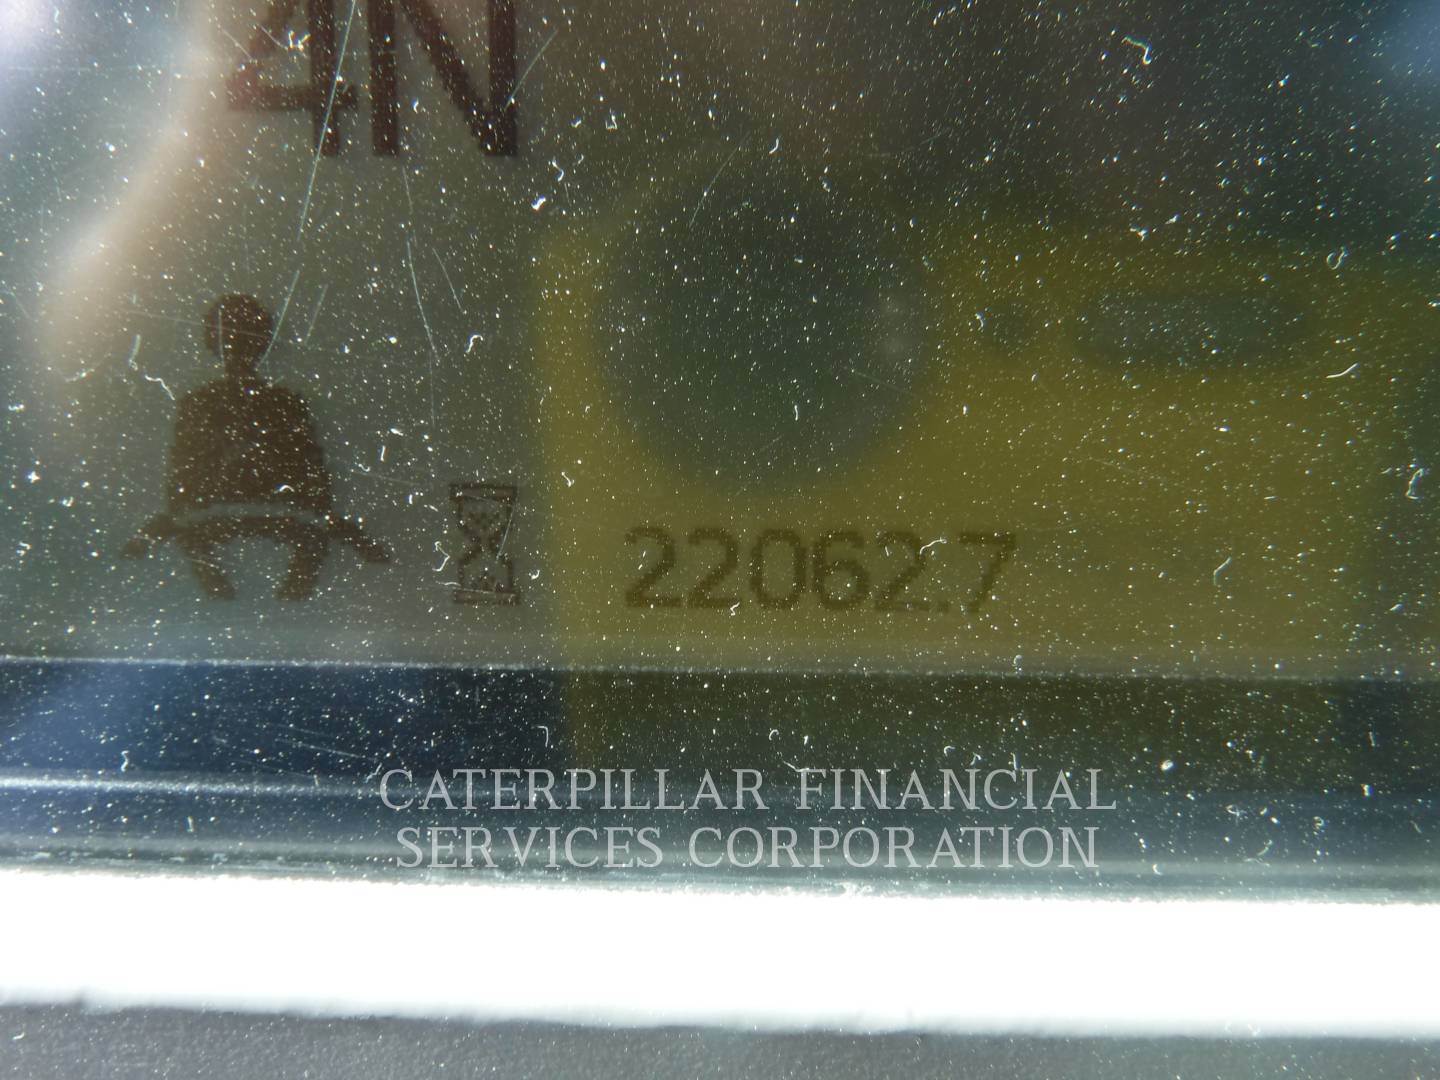 4N
22062.7
CATERPILLAR FINANCIAL
SERVICES CORPORATION